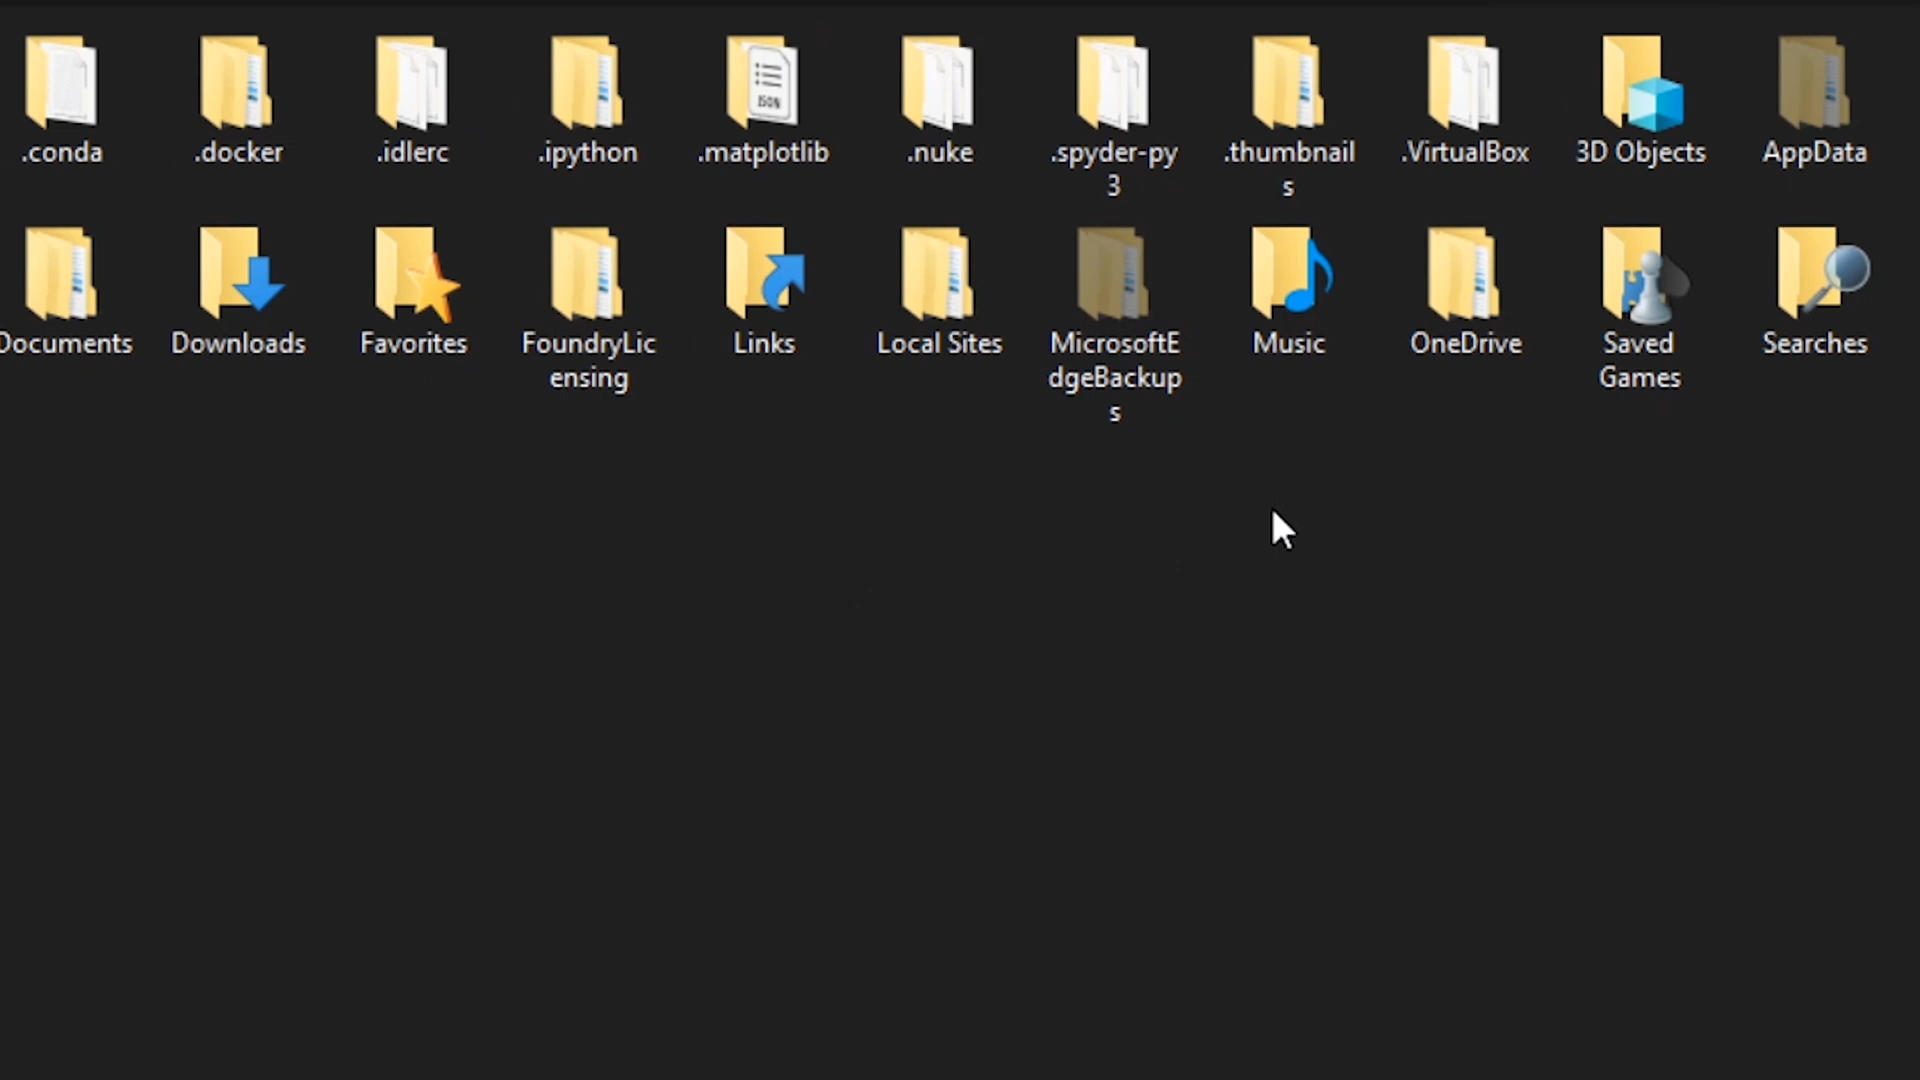 .conda
.docker
.idlerc
.ipython
JSON
.matplotlib
.nuke
.spyder-py
3
.thumbnail
s
.VirtualBox
3D Objects
AppData
Documents
Downloads
Favorites
FoundryLic
ensing
Links
Local Sites
MicrosoftE
dgeBackup
s
Music
OneDrive
Saved
Games
Searches